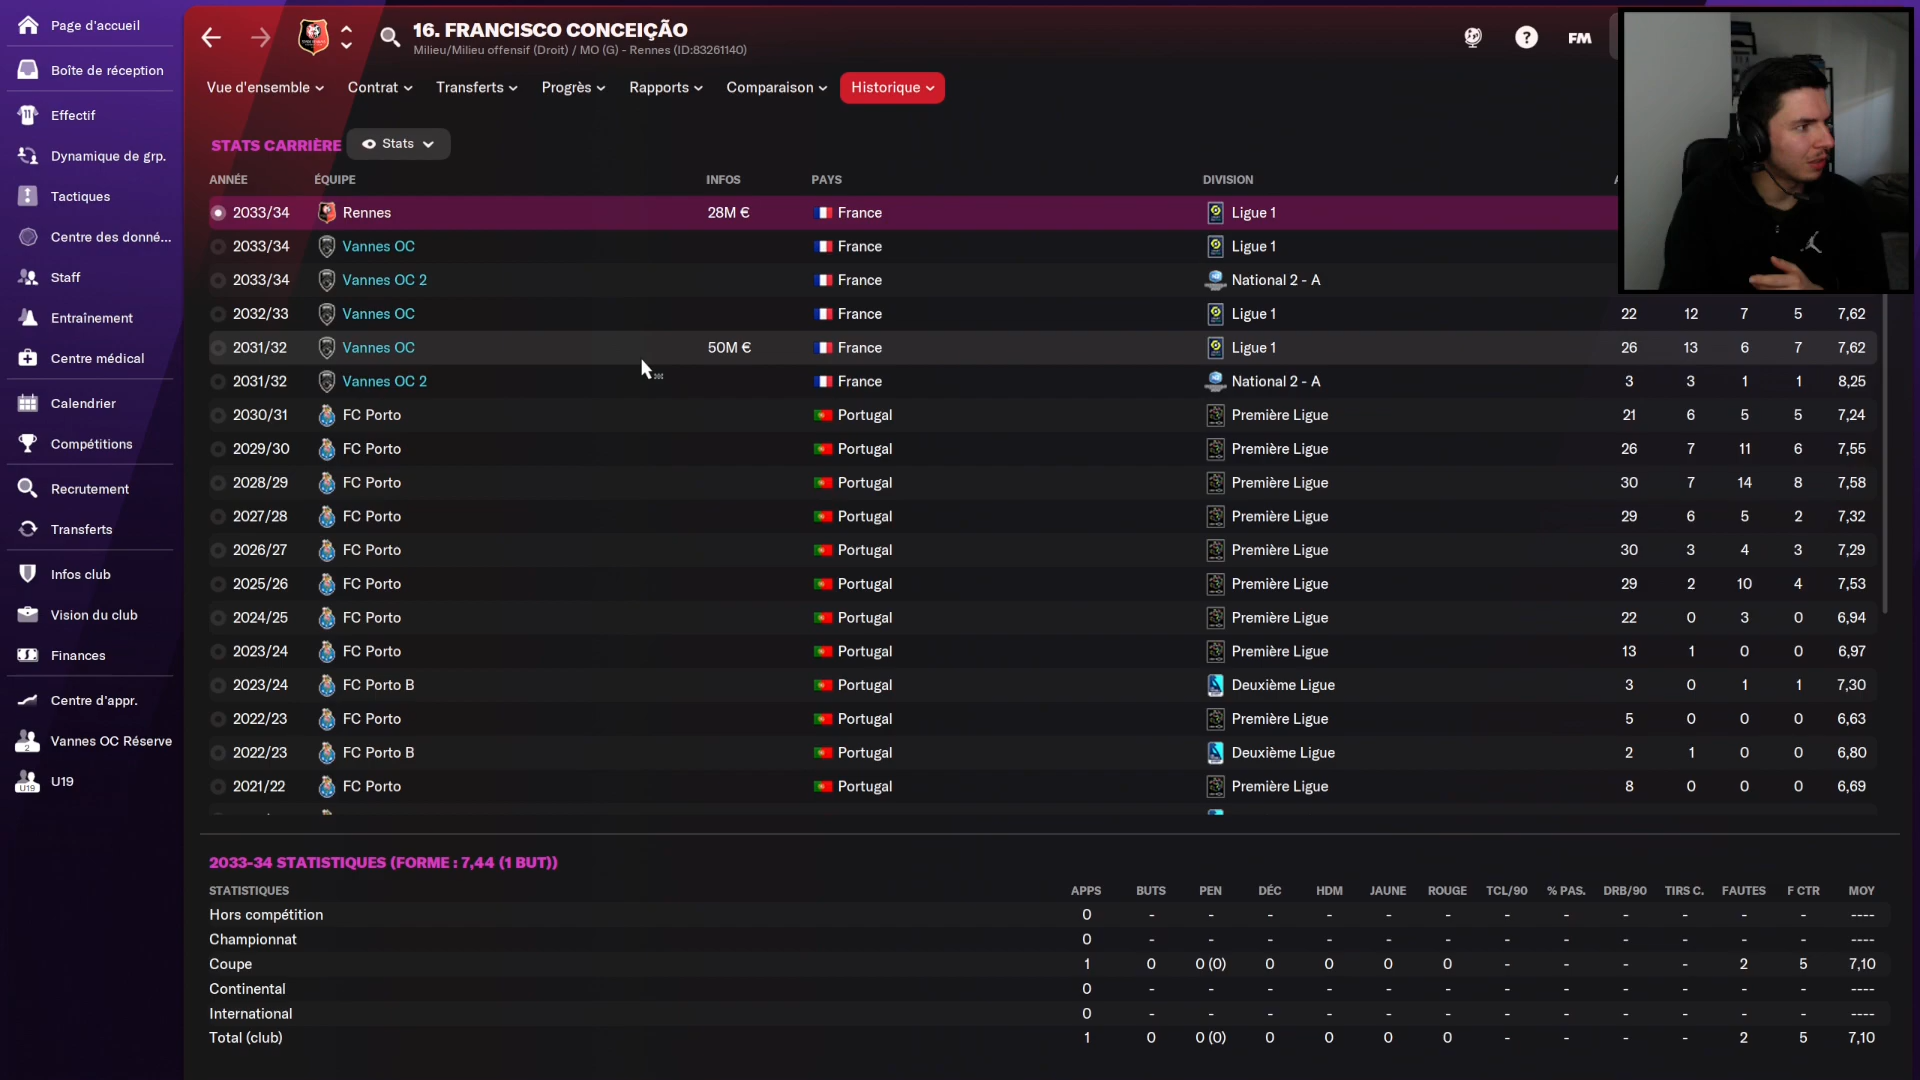 Page d'accueil
Boîte de réception
Effectif
Dynamique de grp.
Tactiques
Centre des donné...
Staff
Entraînement
Centre médical
Calendrier
Compétitions
Recrutement
Transferts
Infos club
Vision du club
Finances
Centre d'appr.
Vannes OC Réserve
U19
16. FRANCISCO CONCEIÇÃO
Milieu/Milieu offensif (Droit) / MO (G) - Rennes (ID:83261140)
FM
Vue d'ensemble Contrat Transferts Progrès Rapports Comparaison Historique
STATS CARRIÈRE Stats
ANNÉE ÉQUIPE INFOS PAYS DIVISION
2033/34 Rennes 28M € France Ligue 1
2033/34 Vannes OC France Ligue 1
2033/34 Vannes OC 2 France National 2 - A
2032/33 Vannes OC France Ligue 1 22 12 7 5 7,62
2031/32 Vannes OC 50M € France Ligue 1 26 13 6 7 7,62
2031/32 Vannes OC 2 France National 2 - A 3 3 1 1 8,25
2030/31 FC Porto Portugal Première Ligue 21 6 5 5 7,24
2029/30 FC Porto Portugal Première Ligue 26 7 11 6 7,55
2028/29 FC Porto Portugal Première Ligue 30 7 14 8 7,58
2027/28 FC Porto Portugal Première Ligue 29 6 5 2 7,32
2026/27 FC Porto Portugal Première Ligue 30 3 4 3 7,29
2025/26 FC Porto Portugal Première Ligue 29 2 10 4 7,53
2024/25 FC Porto Portugal Première Ligue 22 0 3 0 6,94
2023/24 FC Porto Portugal Première Ligue 13 1 0 0 6,97
2023/24 FC Porto B Portugal Deuxième Ligue 3 0 1 1 7,30
2022/23 FC Porto Portugal Première Ligue 5 0 0 0 6,63
2022/23 FC Porto B Portugal Deuxième Ligue 2 1 0 0 6,80
2021/22 FC Porto Portugal Première Ligue 8 0 0 0 6,69
2033-34 STATISTIQUES (FORME : 7,44 (1 BUT))
STATISTIQUES APPS BUTS PEN DÉC HDM JAUNE ROUGE TCL/90 % PAS. DRB/90 TIRS C. FAUTES F CTR MOY
Hors compétition 0 - - - - - - - - - - - - ----
Championnat 0 - - - - - - - - - - - - ----
Coupe 1 0 0 (0) 0 0 0 0 - - - - 2 5 7,10
Continental 0 - - - - - - - - - - - - ----
International 0 - - - - - - - - - - - - ----
Total (club) 1 0 0 (0) 0 0 0 0 - - - - 2 5 7,10